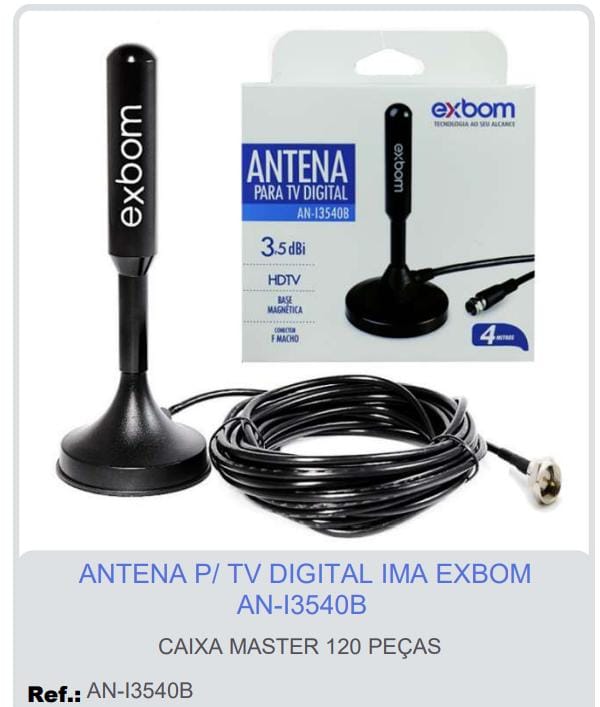 exbom
exbom
TECNOLOGIA AO SEU ALCANCE
exbom
ANTENA
PARA TV DIGITAL
AN-I3540B
3,5 dBi
HDTV
BASE
MAGNÉTICA
CONECTOR
F MACHO
4 METROS
ANTENA P/ TV DIGITAL IMA EXBOM
AN-I3540B
CAIXA MASTER 120 PEÇAS
Ref.: AN-I3540B